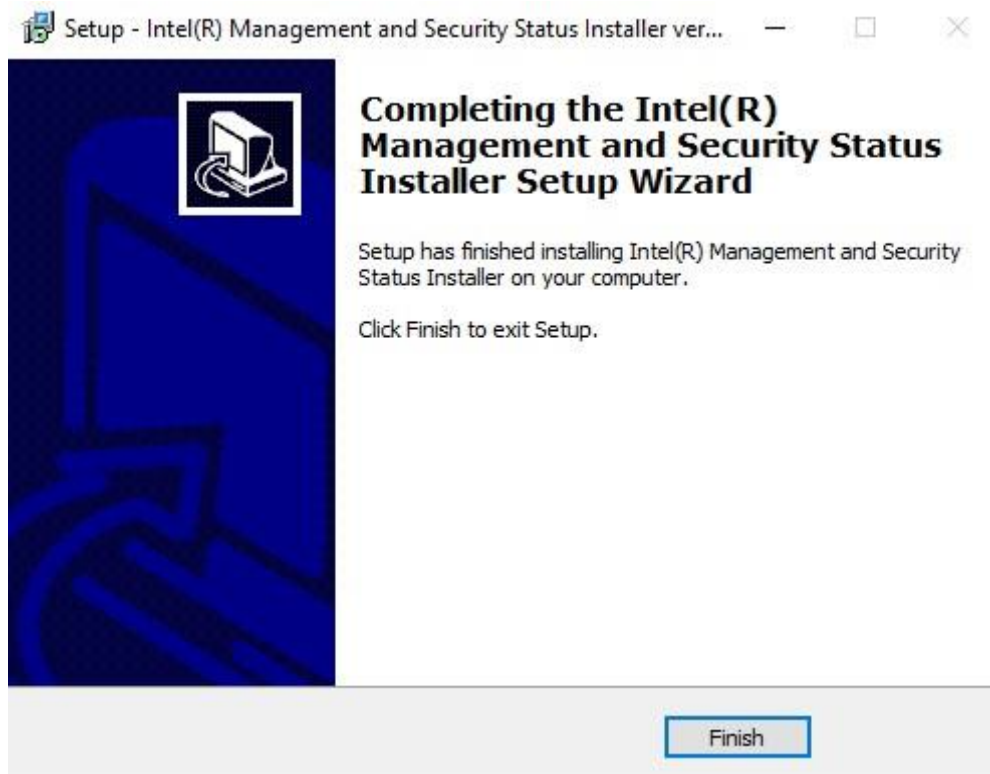 Setup - Intel(R) Management and Security Status Installer ver...
Completing the Intel(R)
Management and Security Status
Installer Setup Wizard
Setup has finished installing Intel(R) Management and Security
Status Installer on your computer.
Click Finish to exit Setup.
Finish